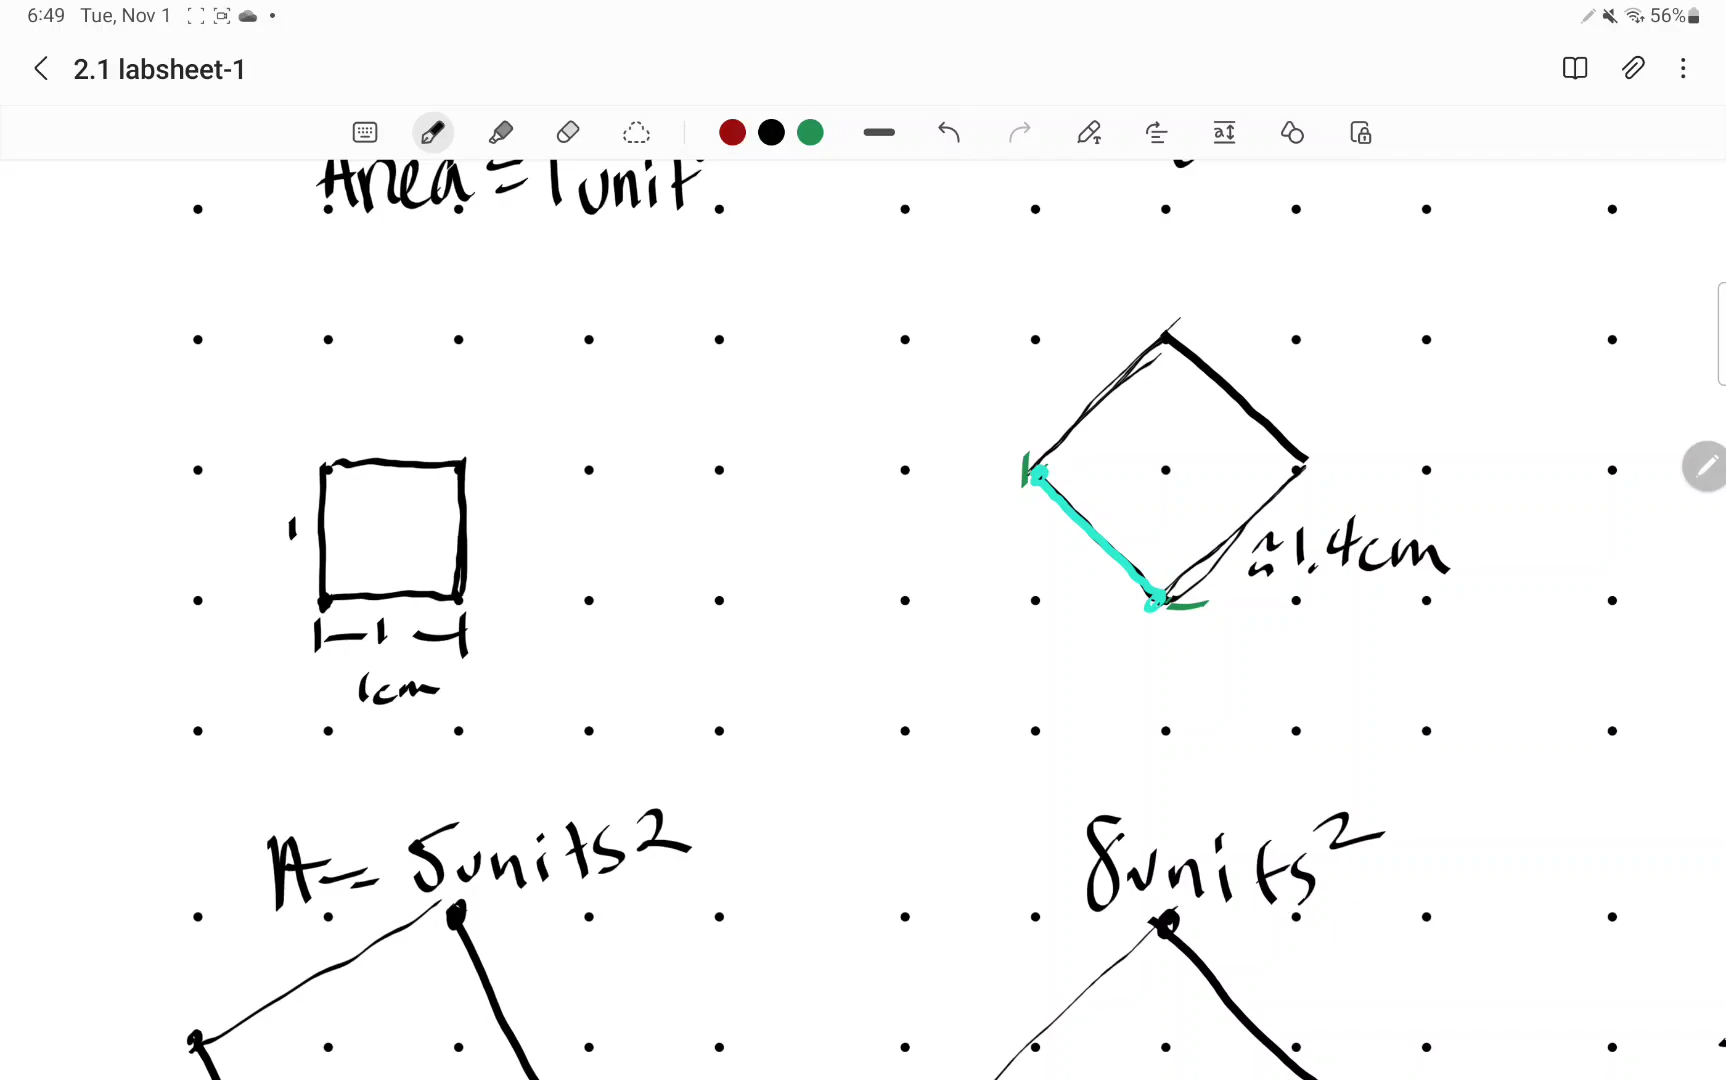 6:49 Tue, Nov 1 56%
2.1 labsheet-1
Area = 1 unit
1
1
1cm
≈1.4cm
A= 5units2
8units2